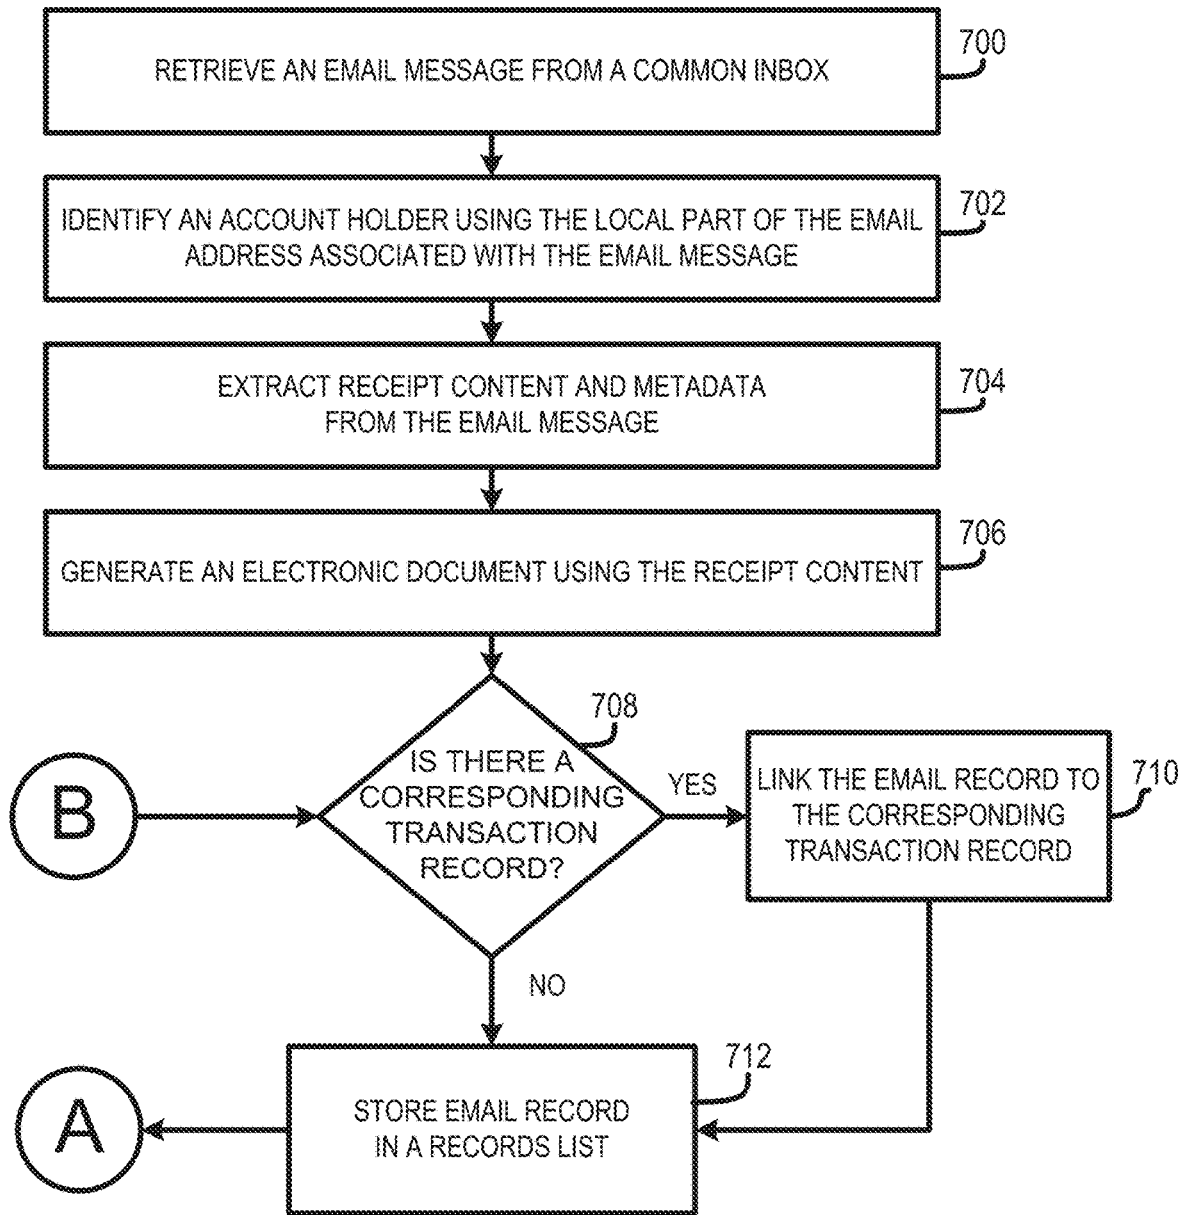 RETRIEVE AN EMAIL MESSAGE FROM A COMMON INBOX
700
IDENTIFY AN ACCOUNT HOLDER USING THE LOCAL PART OF THE EMAIL
ADDRESS ASSOCIATED WITH THE EMAIL MESSAGE
702
EXTRACT RECEIPT CONTENT AND METADATA
FROM THE EMAIL MESSAGE
704
GENERATE AN ELECTRONIC DOCUMENT USING THE RECEIPT CONTENT
706
708
B
IS THERE A
CORRESPONDING
TRANSACTION
RECORD?
YES
LINK THE EMAIL RECORD TO
THE CORRESPONDING
TRANSACTION RECORD
710
NO
A
STORE EMAIL RECORD
IN A RECORDS LIST
712